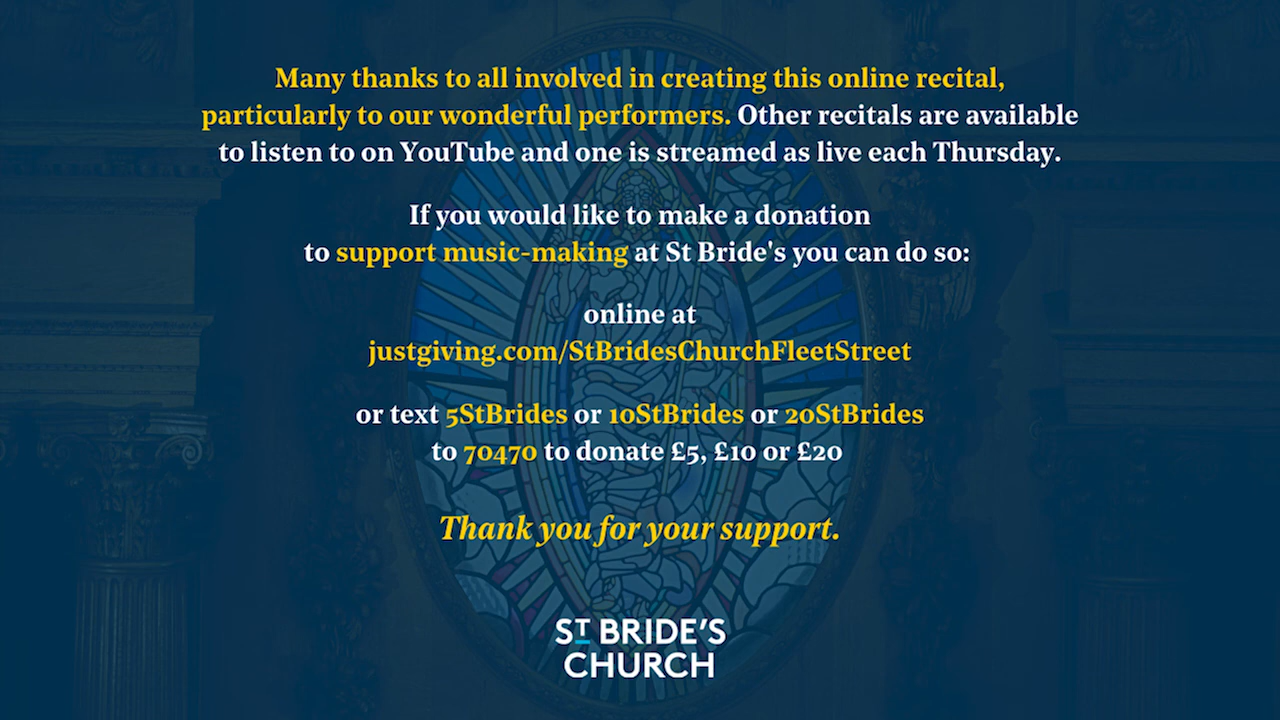 Many thanks to all involved in creating this online recital,
particularly to our wonderful performers. Other recitals are available
to listen to on YouTube and one is streamed as live each Thursday.
If you would like to make a donation
to support music-making at St Bride's you can do so:
online at
justgiving.com/StBridesChurchFleetStreet
or text 5StBrides or 10StBrides or 20StBrides
to 70470 to donate £5, £10 or £20
Thank you for your support.
ST BRIDE'S
CHURCH